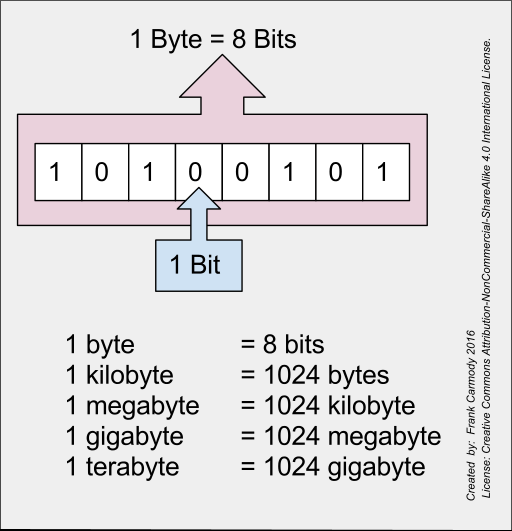 1 Byte = 8 Bits
1 0 1 0 0 1 0 1
1 Bit
1 byte = 8 bits
1 kilobyte = 1024 bytes
1 megabyte = 1024 kilobyte
1 gigabyte = 1024 megabyte
1 terabyte = 1024 gigabyte
Created by: Frank Carmody 2016
License: Creative Commons Attribution-NonCommercial-ShareAlike 4.0 International License.